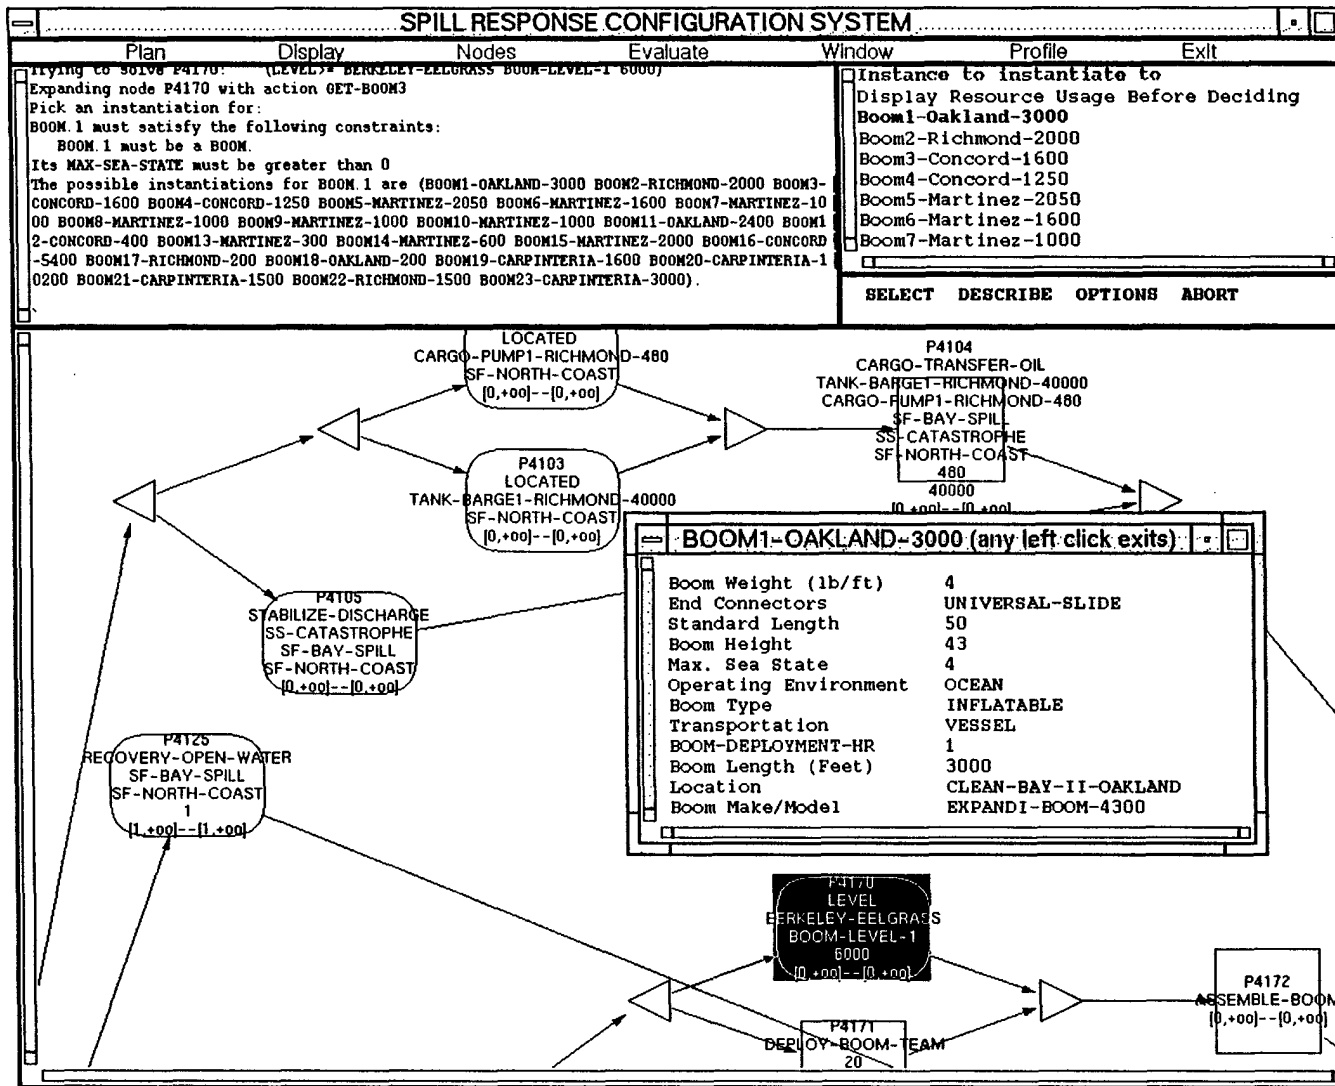 SPILL RESPONSE CONFIGURATION SYSTEM
Plan Display Nodes Evaluate Window Profile Exit
Trying to solve P4170: (LEVEL>= BERKELEY-EELGRASS BOOM-LEVEL-1 6000)
Expanding node P4170 with action GET-BOOM3
Pick an instantiation for:
BOOM.1 must satisfy the following constraints:
BOOM.1 must be a BOOM.
Its MAX-SEA-STATE must be greater than 0
The possible instantiations for BOOM.1 are (BOOM1-OAKLAND-3000 BOOM2-RICHMOND-2000 BOOM3-
CONCORD-1600 BOOM4-CONCORD-1250 BOOM5-MARTINEZ-2050 BOOM6-MARTINEZ-1600 BOOM7-MARTINEZ-10
00 BOOM8-MARTINEZ-1000 BOOM9-MARTINEZ-1000 BOOM10-MARTINEZ-1000 BOOM11-OAKLAND-2400 BOOM1
2-CONCORD-400 BOOM13-MARTINEZ-300 BOOM14-MARTINEZ-600 BOOM15-MARTINEZ-2000 BOOM16-CONCORD
-5400 BOOM17-RICHMOND-200 BOOM18-OAKLAND-200 BOOM19-CARPINTERIA-1600 BOOM20-CARPINTERIA-1
0200 BOOM21-CARPINTERIA-1500 BOOM22-RICHMOND-1500 BOOM23-CARPINTERIA-3000).
Instance to instantiate to
Display Resource Usage Before Deciding
Boom1-Oakland-3000
Boom2-Richmond-2000
Boom3-Concord-1600
Boom4-Concord-1250
Boom5-Martinez-2050
Boom6-Martinez-1600
Boom7-Martinez-1000
SELECT DESCRIBE OPTIONS ABORT
LOCATED
CARGO-PUMP1-RICHMOND-480
SF-NORTH-COAST
[0,+oo]--[0,+oo]
P4104
CARGO-TRANSFER-OIL
TANK-BARGE1-RICHMOND-40000
CARGO-PUMP1-RICHMOND-480
SF-BAY-SPILL
SS-CATASTROPHE
SF-NORTH-COAST
480
40000
[0,+oo]--[0,+oo]
P4103
LOCATED
TANK-BARGE1-RICHMOND-40000
SF-NORTH-COAST
[0,+oo]--[0,+oo]
P4105
STABILIZE-DISCHARGE
SS-CATASTROPHE
SF-BAY-SPILL
SF-NORTH-COAST
[0,+oo]--[0,+oo]
BOOM1-OAKLAND-3000 (any left click exits)
Boom Weight (lb/ft) 4
End Connectors UNIVERSAL-SLIDE
Standard Length 50
Boom Height 43
Max. Sea State 4
Operating Environment OCEAN
Boom Type INFLATABLE
Transportation VESSEL
BOOM-DEPLOYMENT-HR 1
Boom Length (Feet) 3000
Location CLEAN-BAY-II-OAKLAND
Boom Make/Model EXPANDI-BOOM-4300
P4125
RECOVERY-OPEN-WATER
SF-BAY-SPILL
SF-NORTH-COAST
1
[1,+oo]--[1,+oo]
P4170
LEVEL
BERKELEY-EELGRASS
BOOM-LEVEL-1
6000
[0,+oo]--[0,+oo]
P4171
DEPLOY-BOOM-TEAM
20
P4172
ASSEMBLE-BOOM
[0,+oo]--[0,+oo]